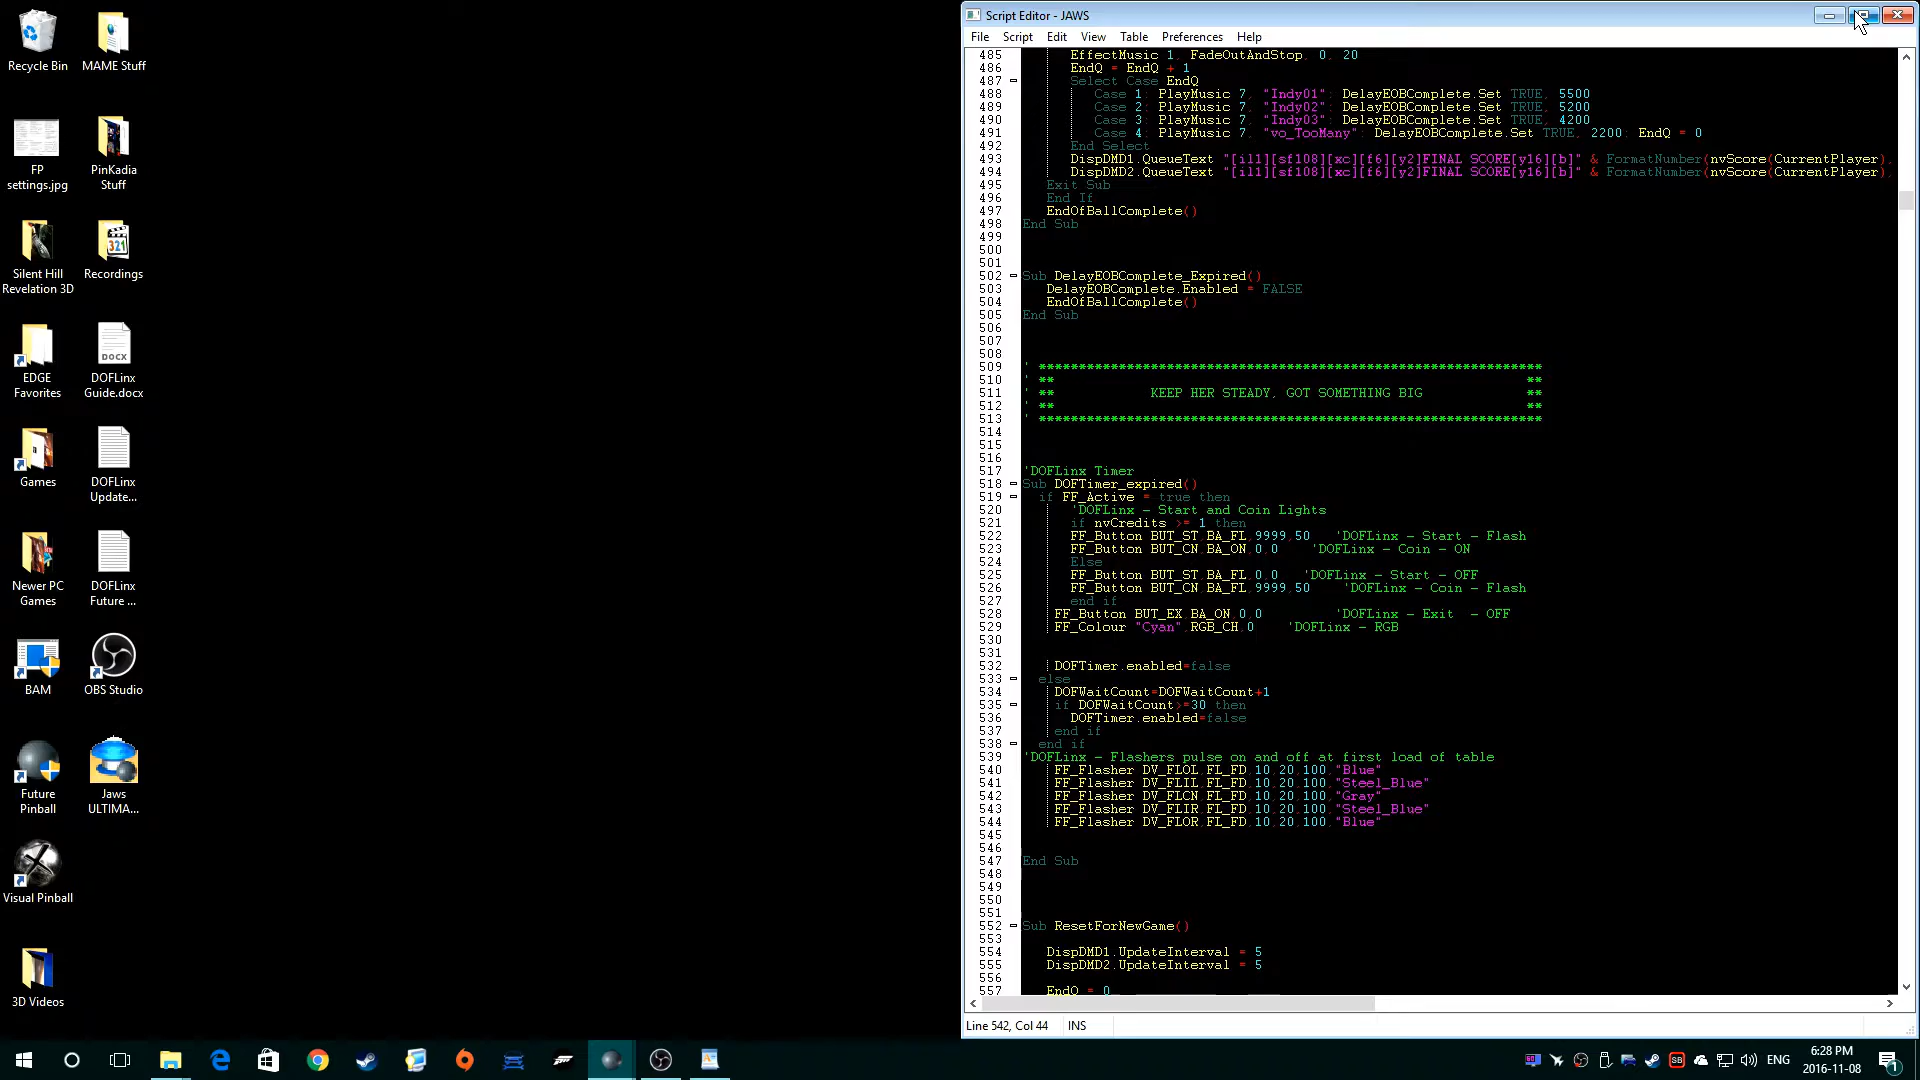 Recycle Bin
MAME Stuff
FP
settings.jpg
PinKadia
Stuff
Silent Hill
Revelation 3D
Recordings
EDGE
Favorites
DOCX
DOFLinx
Guide.docx
Games
DOFLinx
Update...
Newer PC
Games
DOFLinx
Future ...
BAM
OBS Studio
Future
Pinball
Jaws
ULTIMA...
Visual Pinball
3D Videos
Script Editor - JAWS
File Script Edit View Table Preferences Help
485 EffectMusic 1, FadeOutAndStop, 0, 20
486 EndQ = EndQ + 1
487 Select Case EndQ
488 Case 1: PlayMusic 7, "Indy01": DelayEOBComplete.Set TRUE, 5500
489 Case 2: PlayMusic 7, "Indy02": DelayEOBComplete.Set TRUE, 5200
490 Case 3: PlayMusic 7, "Indy03": DelayEOBComplete.Set TRUE, 4200
491 Case 4: PlayMusic 7, "vo_TooMany": DelayEOBComplete.Set TRUE, 2200: EndQ = 0
492 End Select
493 DispDMD1.QueueText "[il1][sf108][xc][f6][y2]FINAL SCORE[y16][b]" & FormatNumber(nvScore(CurrentPlayer),
494 DispDMD2.QueueText "[il1][sf108][xc][f6][y2]FINAL SCORE[y16][b]" & FormatNumber(nvScore(CurrentPlayer),
495 Exit Sub
496 End If
497 EndOfBallComplete()
498 End Sub
499
500
501
502 Sub DelayEOBComplete_Expired()
503 DelayEOBComplete.Enabled = FALSE
504 EndOfBallComplete()
505 End Sub
506
507
508
509 ' ***************************************************************
510 ' ** **
511 ' ** KEEP HER STEADY, GOT SOMETHING BIG **
512 ' ** **
513 ' ***************************************************************
514
515
516
517 'DOFLinx Timer
518 Sub DOFTimer_expired()
519 if FF_Active = true then
520 'DOFLinx - Start and Coin Lights
521 if nvCredits >= 1 then
522 FF_Button BUT_ST,BA_FL,9999,50 'DOFLinx - Start - Flash
523 FF_Button BUT_CN,BA_ON,0,0 'DOFLinx - Coin - ON
524 Else
525 FF_Button BUT_ST,BA_FL,0,0 'DOFLinx - Start - OFF
526 FF_Button BUT_CN,BA_FL,9999,50 'DOFLinx - Coin - Flash
527 end if
528 FF_Button BUT_EX,BA_ON,0,0 'DOFLinx - Exit - OFF
529 FF_Colour "Cyan",RGB_CH,0 'DOFLinx - RGB
530
531
532 DOFTimer.enabled=false
533 else
534 DOFWaitCount=DOFWaitCount+1
535 if DOFWaitCount>=30 then
536 DOFTimer.enabled=false
537 end if
538 end if
539 'DOFLinx - Flashers pulse on and off at first load of table
540 FF_Flasher DV_FLOL,FL_FD,10,20,100,"Blue"
541 FF_Flasher DV_FLIL,FL_FD,10,20,100,"Steel_Blue"
542 FF_Flasher DV_FLCN,FL_FD,10,20,100,"Gray"
543 FF_Flasher DV_FLIR,FL_FD,10,20,100,"Steel_Blue"
544 FF_Flasher DV_FLOR,FL_FD,10,20,100,"Blue"
545
546
547 End Sub
548
549
550
551
552 Sub ResetForNewGame()
553
554 DispDMD1.UpdateInterval = 5
555 DispDMD2.UpdateInterval = 5
556
557 EndQ = 0
Line 542, Col 44 INS
ENG
6:28 PM
2016-11-08
1